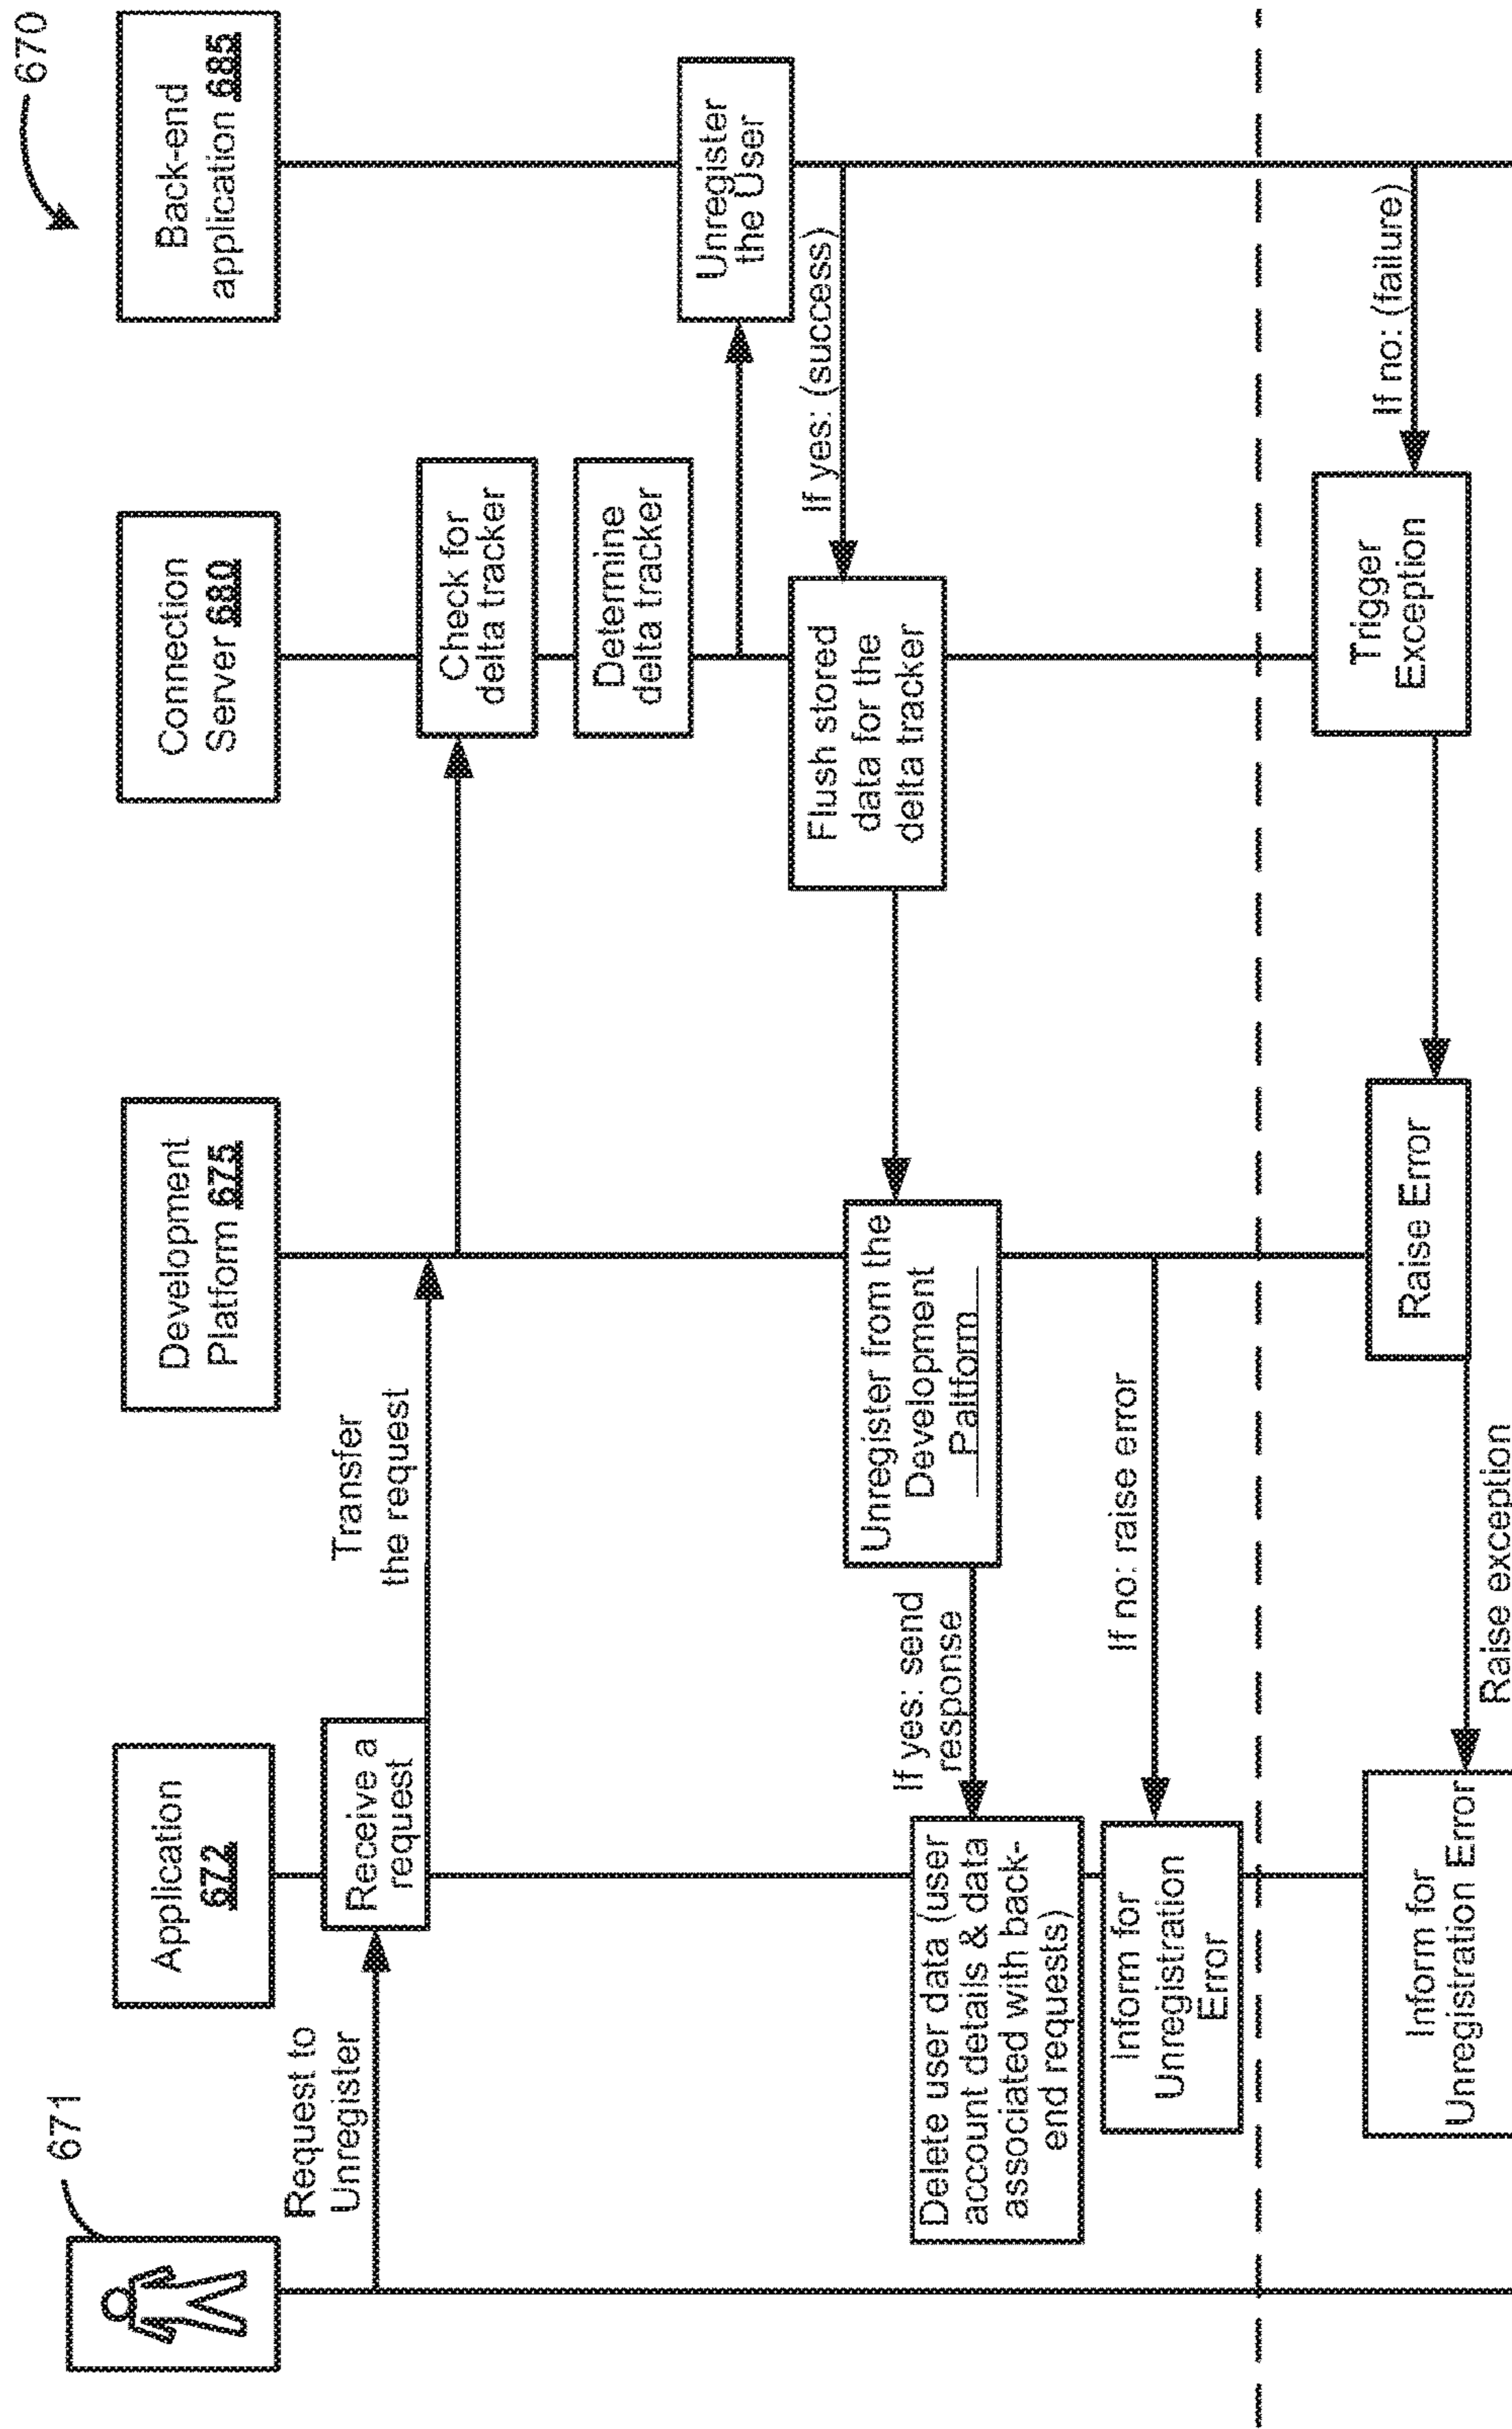 670
671
Application
672
Development
Platform 675
Connection
Server 680
Back-end
application 685
Request to
Unregister
Receive a
request
Transfer
the request
Check for
delta tracker
Determine
delta tracker
Unregister
the User
If yes: (success)
Flush stored
data for the
delta tracker
Unregister from the
Development
Paltform
If yes: send
response
Delete user data (user
account details & data
associated with back-
end requests)
If no: raise error
Inform for
Unregistration
Error
If no: (failure)
Trigger
Exception
Raise Error
Raise exception
Inform for
Unregistration Error